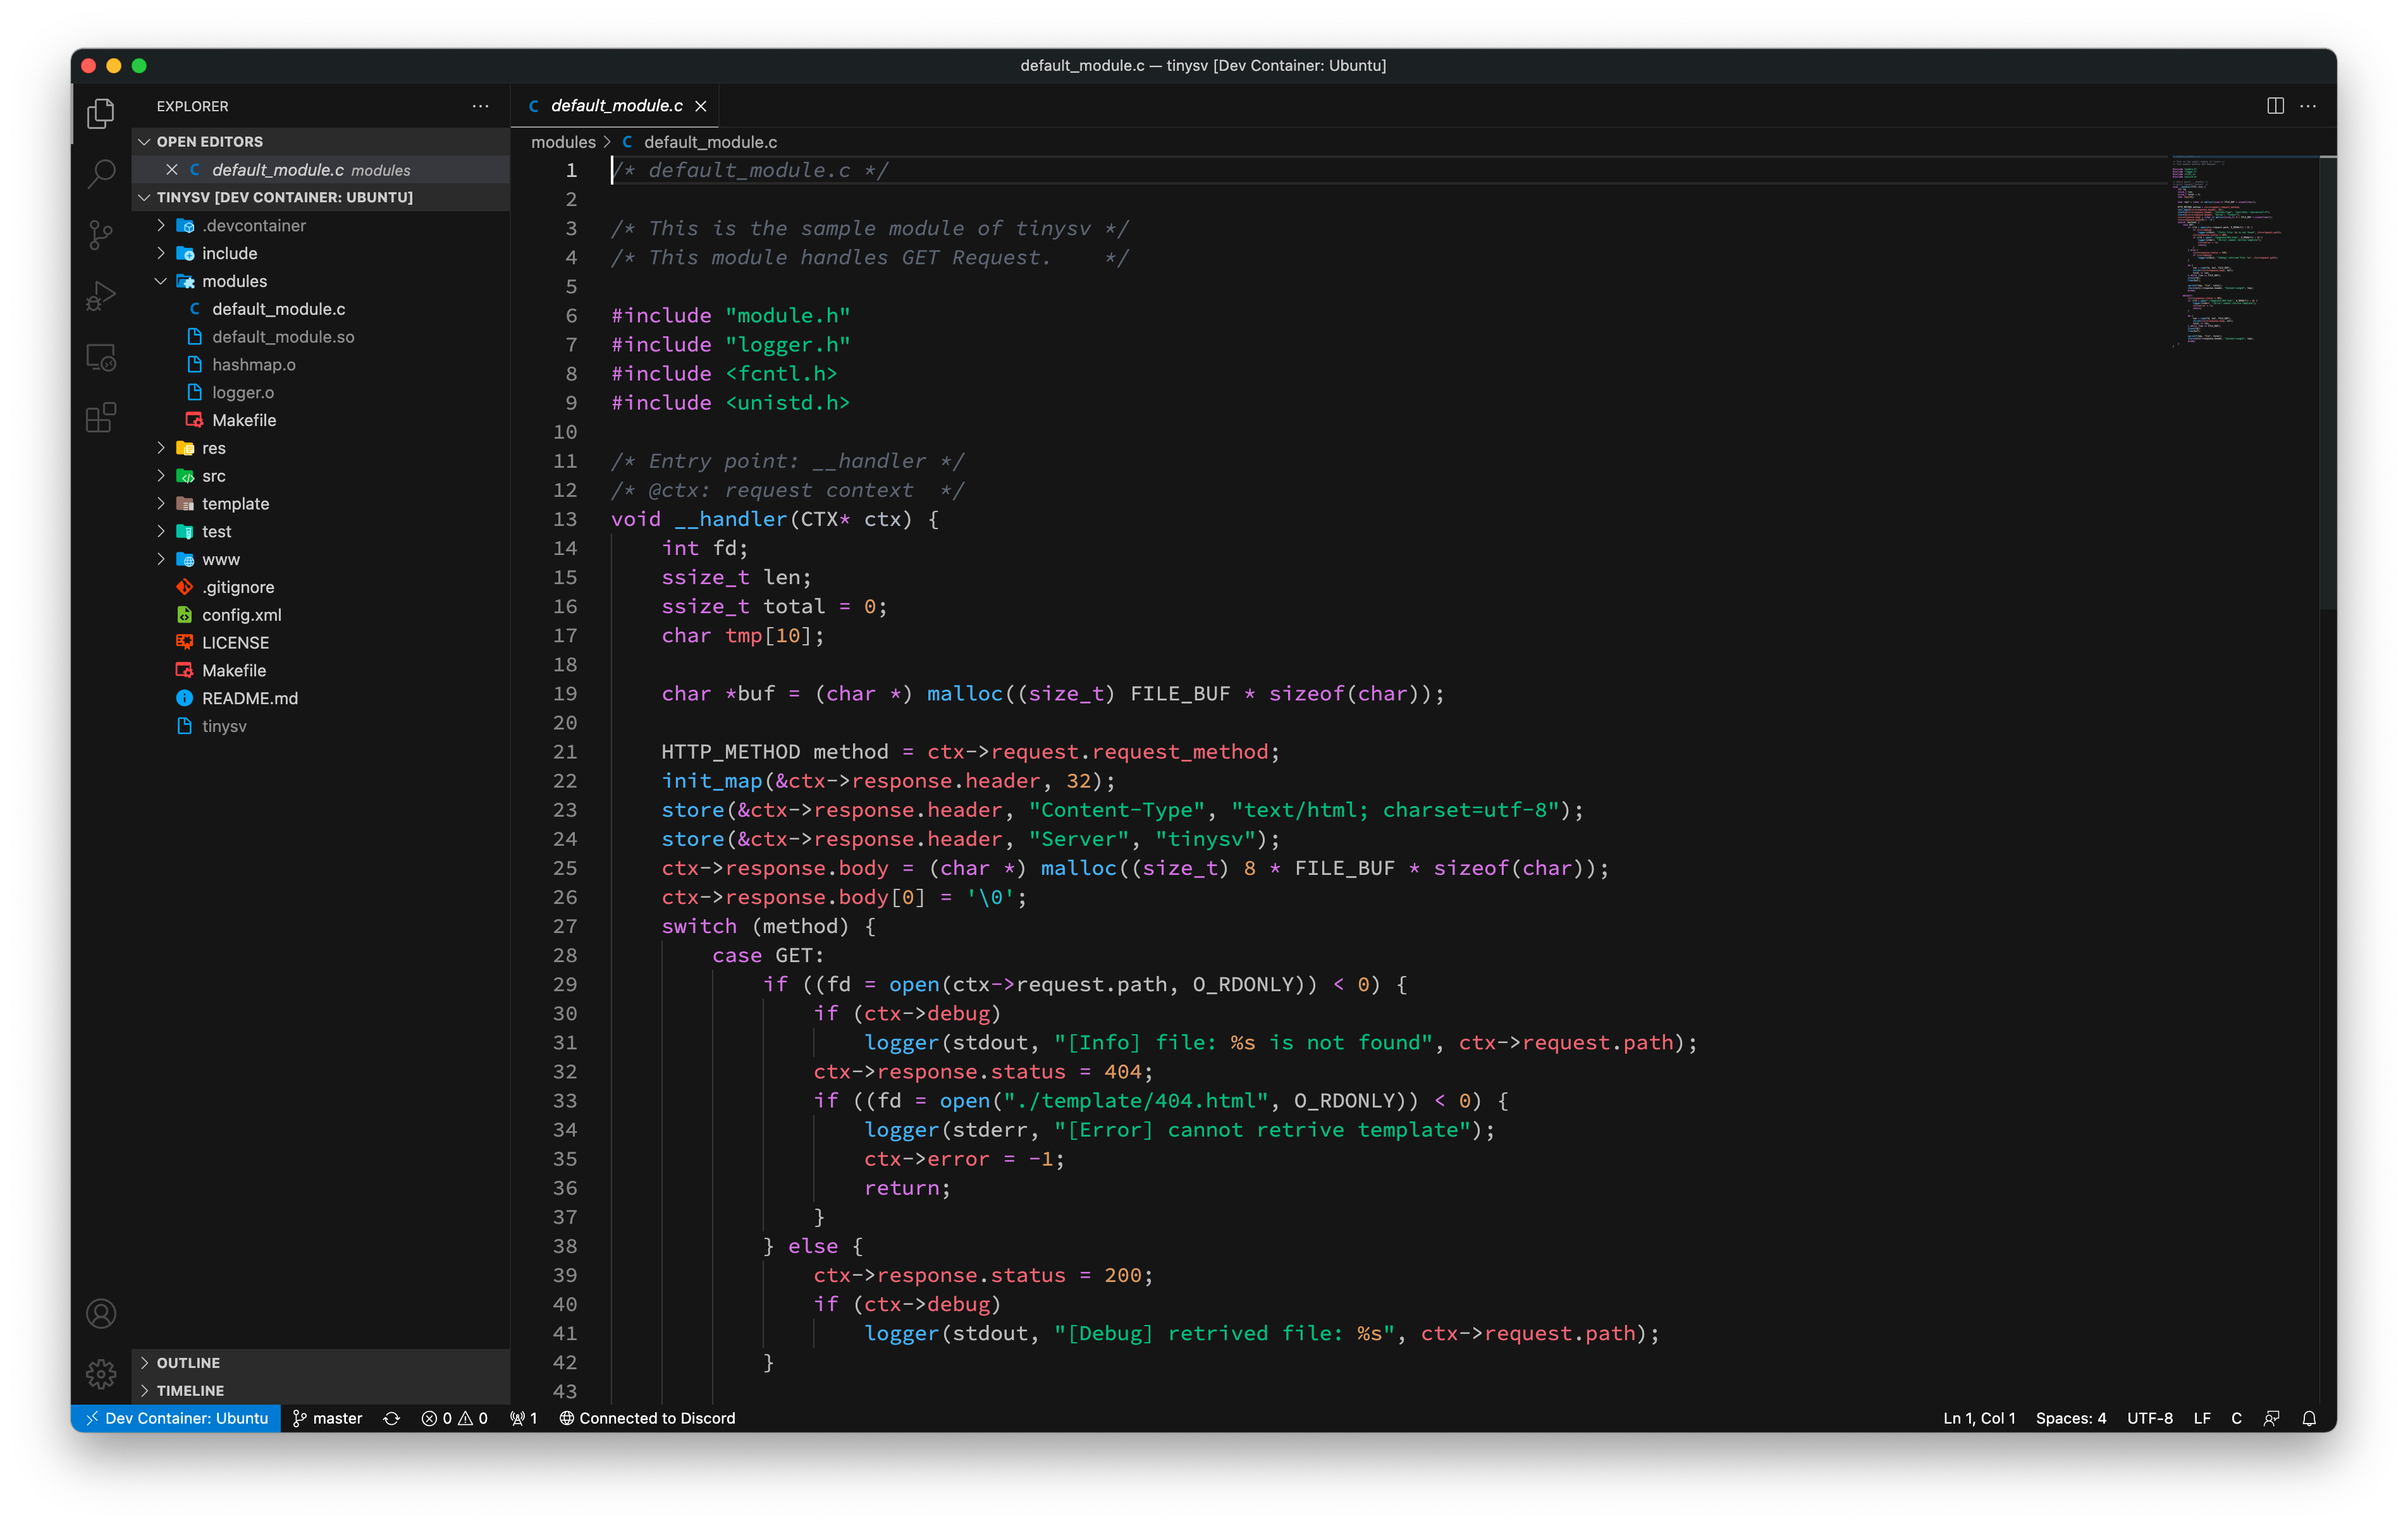 default_module.c — tinysv [Dev Container: Ubuntu]
EXPLORER
OPEN EDITORS
default_module.c modules
TINYSV [DEV CONTAINER: UBUNTU]
.devcontainer
include
modules
default_module.c
default_module.so
hashmap.o
logger.o
Makefile
res
src
template
test
www
.gitignore
config.xml
LICENSE
Makefile
README.md
tinysv
OUTLINE
TIMELINE
default_module.c
modules > default_module.c
1 /* default_module.c */
2
3 /* This is the sample module of tinysv */
4 /* This module handles GET Request.    */
5
6 #include "module.h"
7 #include "logger.h"
8 #include <fcntl.h>
9 #include <unistd.h>
10
11 /* Entry point: __handler */
12 /* @ctx: request context  */
13 void __handler(CTX* ctx) {
14     int fd;
15     ssize_t len;
16     ssize_t total = 0;
17     char tmp[10];
18
19     char *buf = (char *) malloc((size_t) FILE_BUF * sizeof(char));
20
21     HTTP_METHOD method = ctx->request.request_method;
22     init_map(&ctx->response.header, 32);
23     store(&ctx->response.header, "Content-Type", "text/html; charset=utf-8");
24     store(&ctx->response.header, "Server", "tinysv");
25     ctx->response.body = (char *) malloc((size_t) 8 * FILE_BUF * sizeof(char));
26     ctx->response.body[0] = '\0';
27     switch (method) {
28         case GET:
29             if ((fd = open(ctx->request.path, O_RDONLY)) < 0) {
30                 if (ctx->debug)
31                     logger(stdout, "[Info] file: %s is not found", ctx->request.path);
32                 ctx->response.status = 404;
33                 if ((fd = open("./template/404.html", O_RDONLY)) < 0) {
34                     logger(stderr, "[Error] cannot retrive template");
35                     ctx->error = -1;
36                     return;
37                 }
38             } else {
39                 ctx->response.status = 200;
40                 if (ctx->debug)
41                     logger(stdout, "[Debug] retrived file: %s", ctx->request.path);
42             }
43
Dev Container: Ubuntu master 0 0 1 Connected to Discord Ln 1, Col 1 Spaces: 4 UTF-8 LF C